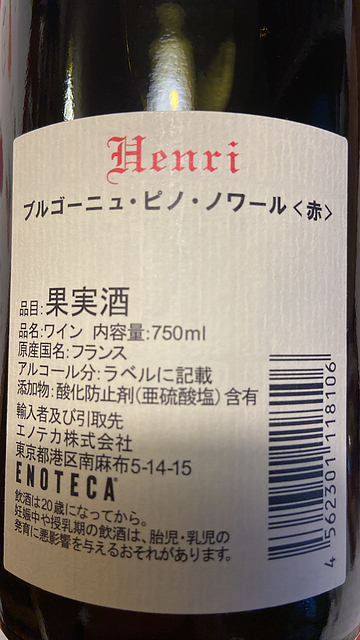 Henri
ブルゴーニュ・ピノ・ノワール<赤>
品目:果実酒
品名:ワイン 内容量:750ml
原産国名:フランス
アルコール分:ラベルに記載
添加物:酸化防止剤(亜硫酸塩)含有
輸入者及び引取先
エノテカ株式会社
東京都港区南麻布5-14-15
ENOTECA®
飲酒は20歳になってから。
妊娠中や授乳期の飲酒は、胎児・乳児の
発育に悪影響を与えるおそれがあります。
4 562301 118106